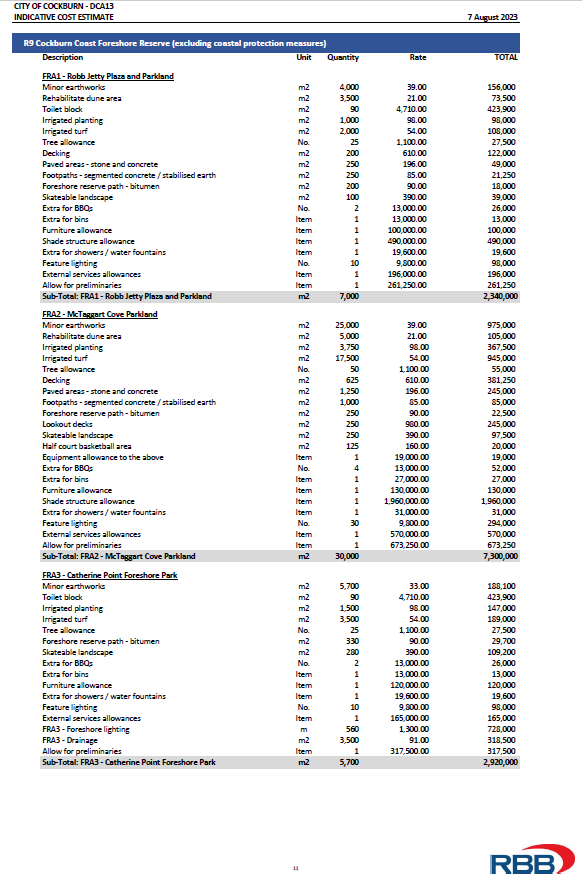 CITY OF COCKBURN - DCA13
INDICATIVE COST ESTIMATE 7 August 2023
R9 Cockburn Coast Foreshore Reserve (excluding coastal protection measures)
Description Unit Quantity Rate TOTAL
FRA1 - Robb Jetty Plaza and Parkland
Minor earthworks m2 4,000 39.00 156,000
Rehabilitate dune area m2 3,500 21.00 73,500
Toilet block m2 90 4,710.00 423,900
Irrigated planting m2 1,000 98.00 98,000
Irrigated turf m2 2,000 54.00 108,000
Tree allowance No. 25 1,100.00 27,500
Decking m2 200 610.00 122,000
Paved areas - stone and concrete m2 250 196.00 49,000
Footpaths - segmented concrete / stabilised earth m2 250 85.00 21,250
Foreshore reserve path - bitumen m2 200 90.00 18,000
Skateable landscape m2 100 390.00 39,000
Extra for BBQs No. 2 13,000.00 26,000
Extra for bins Item 1 13,000.00 13,000
Furniture allowance Item 1 100,000.00 100,000
Shade structure allowance Item 1 490,000.00 490,000
Extra for showers / water fountains Item 1 19,600.00 19,600
Feature lighting No. 10 9,800.00 98,000
External services allowances Item 1 196,000.00 196,000
Allow for preliminaries Item 1 261,250.00 261,250
Sub-Total: FRA1 - Robb Jetty Plaza and Parkland m2 7,000 2,340,000
FRA2 - McTaggart Cove Parkland
Minor earthworks m2 25,000 39.00 975,000
Rehabilitate dune area m2 5,000 21.00 105,000
Irrigated planting m2 3,750 98.00 367,500
Irrigated turf m2 17,500 54.00 945,000
Tree allowance No. 50 1,100.00 55,000
Decking m2 625 610.00 381,250
Paved areas - stone and concrete m2 1,250 196.00 245,000
Footpaths - segmented concrete / stabilised earth m2 1,000 85.00 85,000
Foreshore reserve path - bitumen m2 250 90.00 22,500
Lookout decks m2 250 980.00 245,000
Skateable landscape m2 250 390.00 97,500
Half court basketball area m2 125 160.00 20,000
Equipment allowance to the above Item 1 19,000.00 19,000
Extra for BBQs No. 4 13,000.00 52,000
Extra for bins Item 1 27,000.00 27,000
Furniture allowance Item 1 130,000.00 130,000
Shade structure allowance Item 1 1,960,000.00 1,960,000
Extra for showers / water fountains Item 1 31,000.00 31,000
Feature lighting No. 30 9,800.00 294,000
External services allowances Item 1 570,000.00 570,000
Allow for preliminaries Item 1 673,250.00 673,250
Sub-Total: FRA2 - McTaggart Cove Parkland m2 30,000 7,300,000
FRA3 - Catherine Point Foreshore Park
Minor earthworks m2 5,700 33.00 188,100
Toilet block m2 90 4,710.00 423,900
Irrigated planting m2 1,500 98.00 147,000
Irrigated turf m2 3,500 54.00 189,000
Tree allowance No. 25 1,100.00 27,500
Foreshore reserve path - bitumen m2 330 90.00 29,700
Skateable landscape m2 280 390.00 109,200
Extra for BBQs No. 2 13,000.00 26,000
Extra for bins Item 1 13,000.00 13,000
Furniture allowance Item 1 120,000.00 120,000
Extra for showers / water fountains Item 1 19,600.00 19,600
Feature lighting No. 10 9,800.00 98,000
External services allowances Item 1 165,000.00 165,000
FRA3 - Foreshore lighting m 560 1,300.00 728,000
FRA3 - Drainage m2 3,500 91.00 318,500
Allow for preliminaries Item 1 317,500.00 317,500
Sub-Total: FRA3 - Catherine Point Foreshore Park m2 5,700 2,920,000
11
RBB